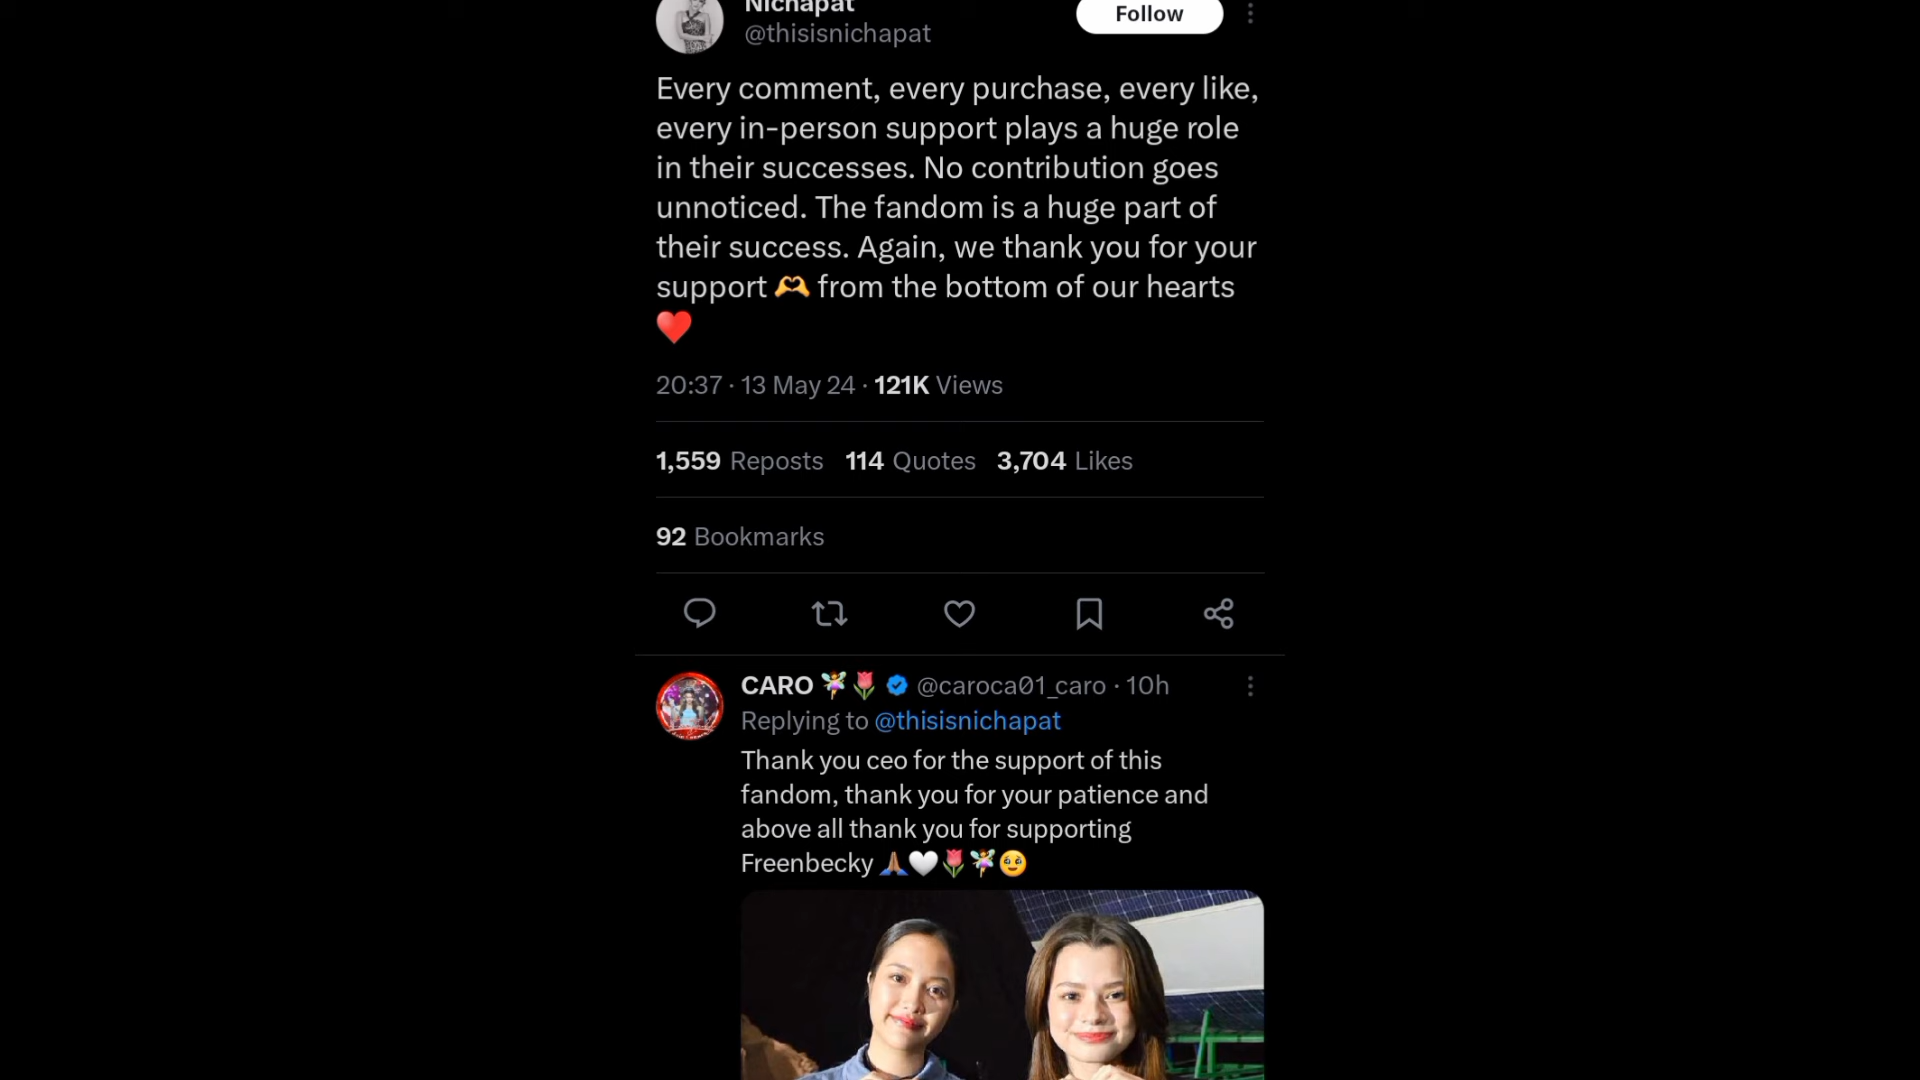 Nichapat
Follow
@thisisnichapat
Every comment, every purchase, every like,
every in-person support plays a huge role
in their successes. No contribution goes
unnoticed. The fandom is a huge part of
their success. Again, we thank you for your
support 🫶 from the bottom of our hearts
❤️
20:37 · 13 May 24 · 121K Views
1,559 Reposts 114 Quotes 3,704 Likes
92 Bookmarks
CARO 🧚🏻‍♀️🌷 @caroca01_caro · 10h
Replying to @thisisnichapat
Thank you ceo for the support of this
fandom, thank you for your patience and
above all thank you for supporting
Freenbecky 🙏🏽🤍🌷🧚🏻‍♀️🥹